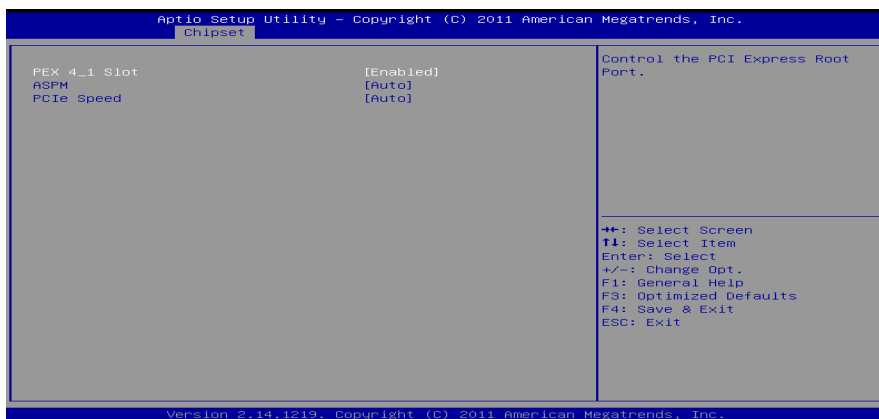 Aptio Setup Utility – Copyright (C) 2011 American Megatrends, Inc.
Chipset
PEX 4_1 Slot [Enabled]
ASPM [Auto]
PCIe Speed [Auto]
Control the PCI Express Root
Port.
→←: Select Screen
↑↓: Select Item
Enter: Select
+/-: Change Opt.
F1: General Help
F3: Optimized Defaults
F4: Save & Exit
ESC: Exit
Version 2.14.1219. Copyright (C) 2011 American Megatrends, Inc.